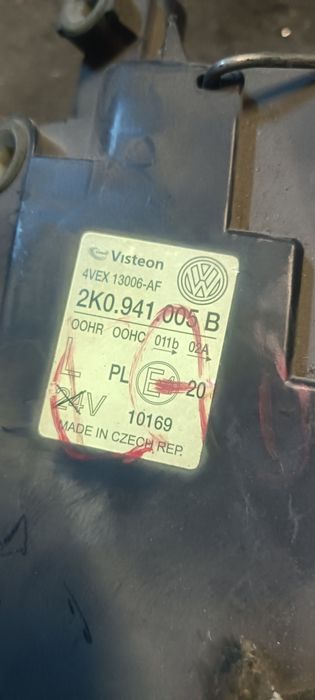 Visteon
4VEX 13006-AF
2K0.941.005 B
OOHR OOHC 011b 02A
L PL E4 20
24V 10169
MADE IN CZECH REP.